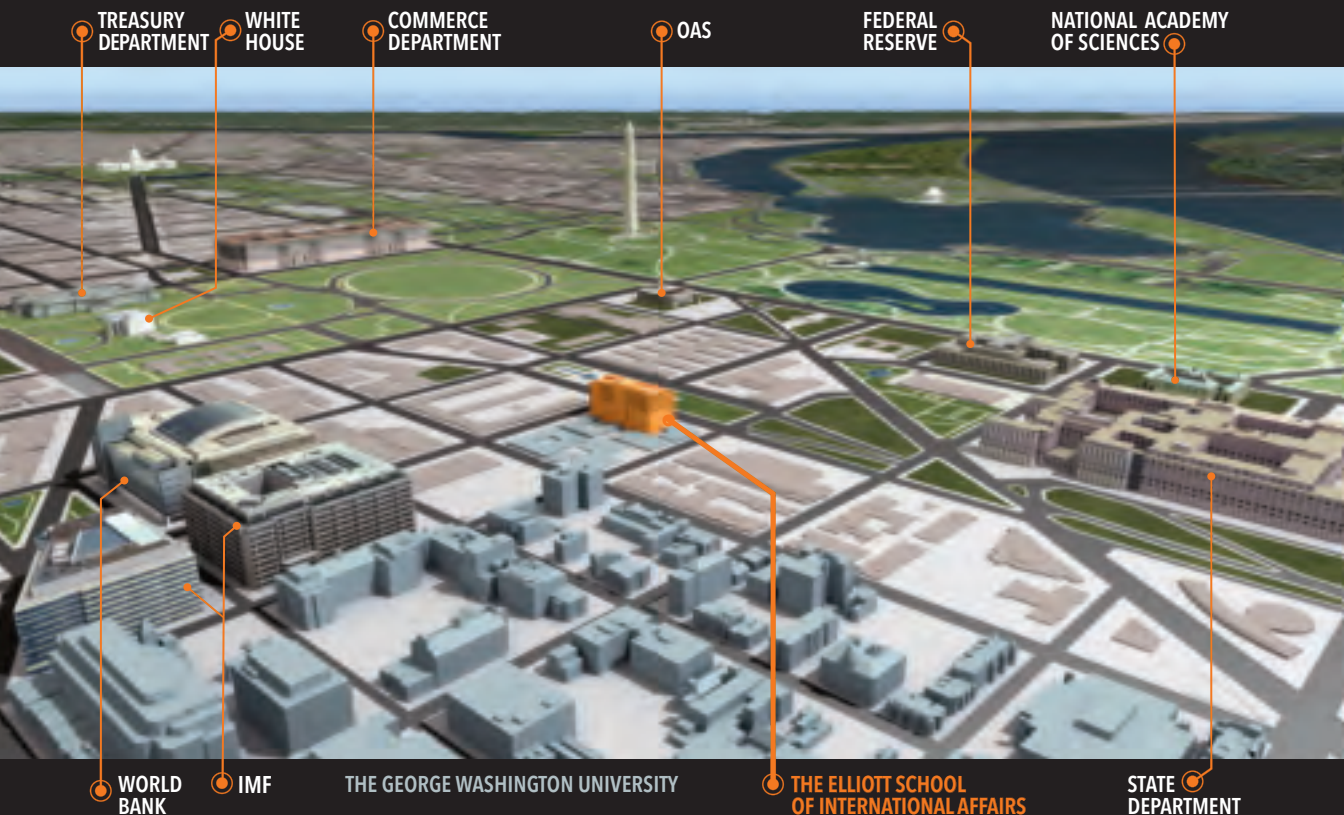 TREASURY
DEPARTMENT
WHITE
HOUSE
COMMERCE
DEPARTMENT
OAS
FEDERAL
RESERVE
NATIONAL ACADEMY
OF SCIENCES
WORLD
BANK
IMF
THE GEORGE WASHINGTON UNIVERSITY
THE ELLIOTT SCHOOL
OF INTERNATIONAL AFFAIRS
STATE
DEPARTMENT